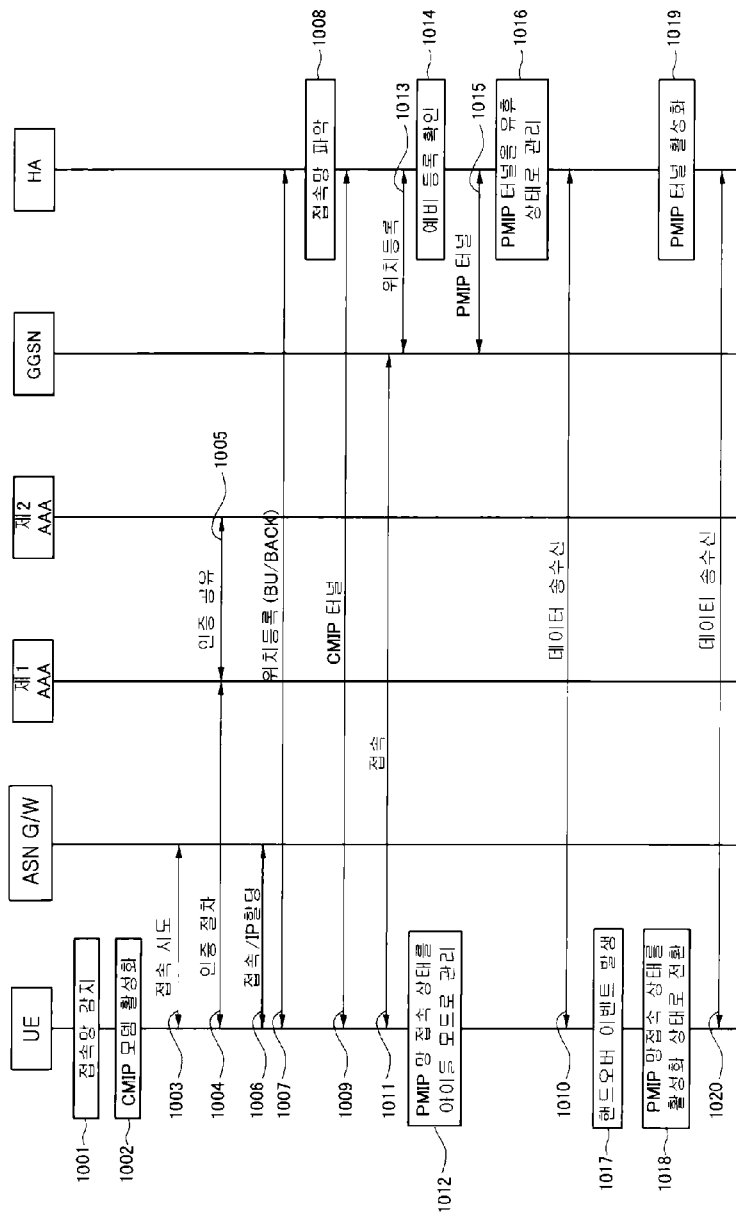 UE
ASN G/W
제1
AAA
제2
AAA
GGSN
HA
접속망 감지
1001
CMIP 모뎀 활성화
1002
접속 시도
1003
인증 절차
1004
인증 공유
1005
접속/IP할당
1006
위치등록(BU/BACK)
1007
접속망 파악
1008
CMIP 터널
1009
접속
1011
PMIP 망 접속 상태를
아이들 모드로 관리
1012
위치등록
1013
예비 등록 확인
1014
PMIP 터널
1015
PMIP 터널을 유휴
상태로 관리
1016
데이터 송수신
1010
핸드오버 이벤트 발생
1017
PMIP 망접속 상태를
활성화 상태로 전환
1018
PMIP 터널 활성화
1019
데이터 송수신
1020